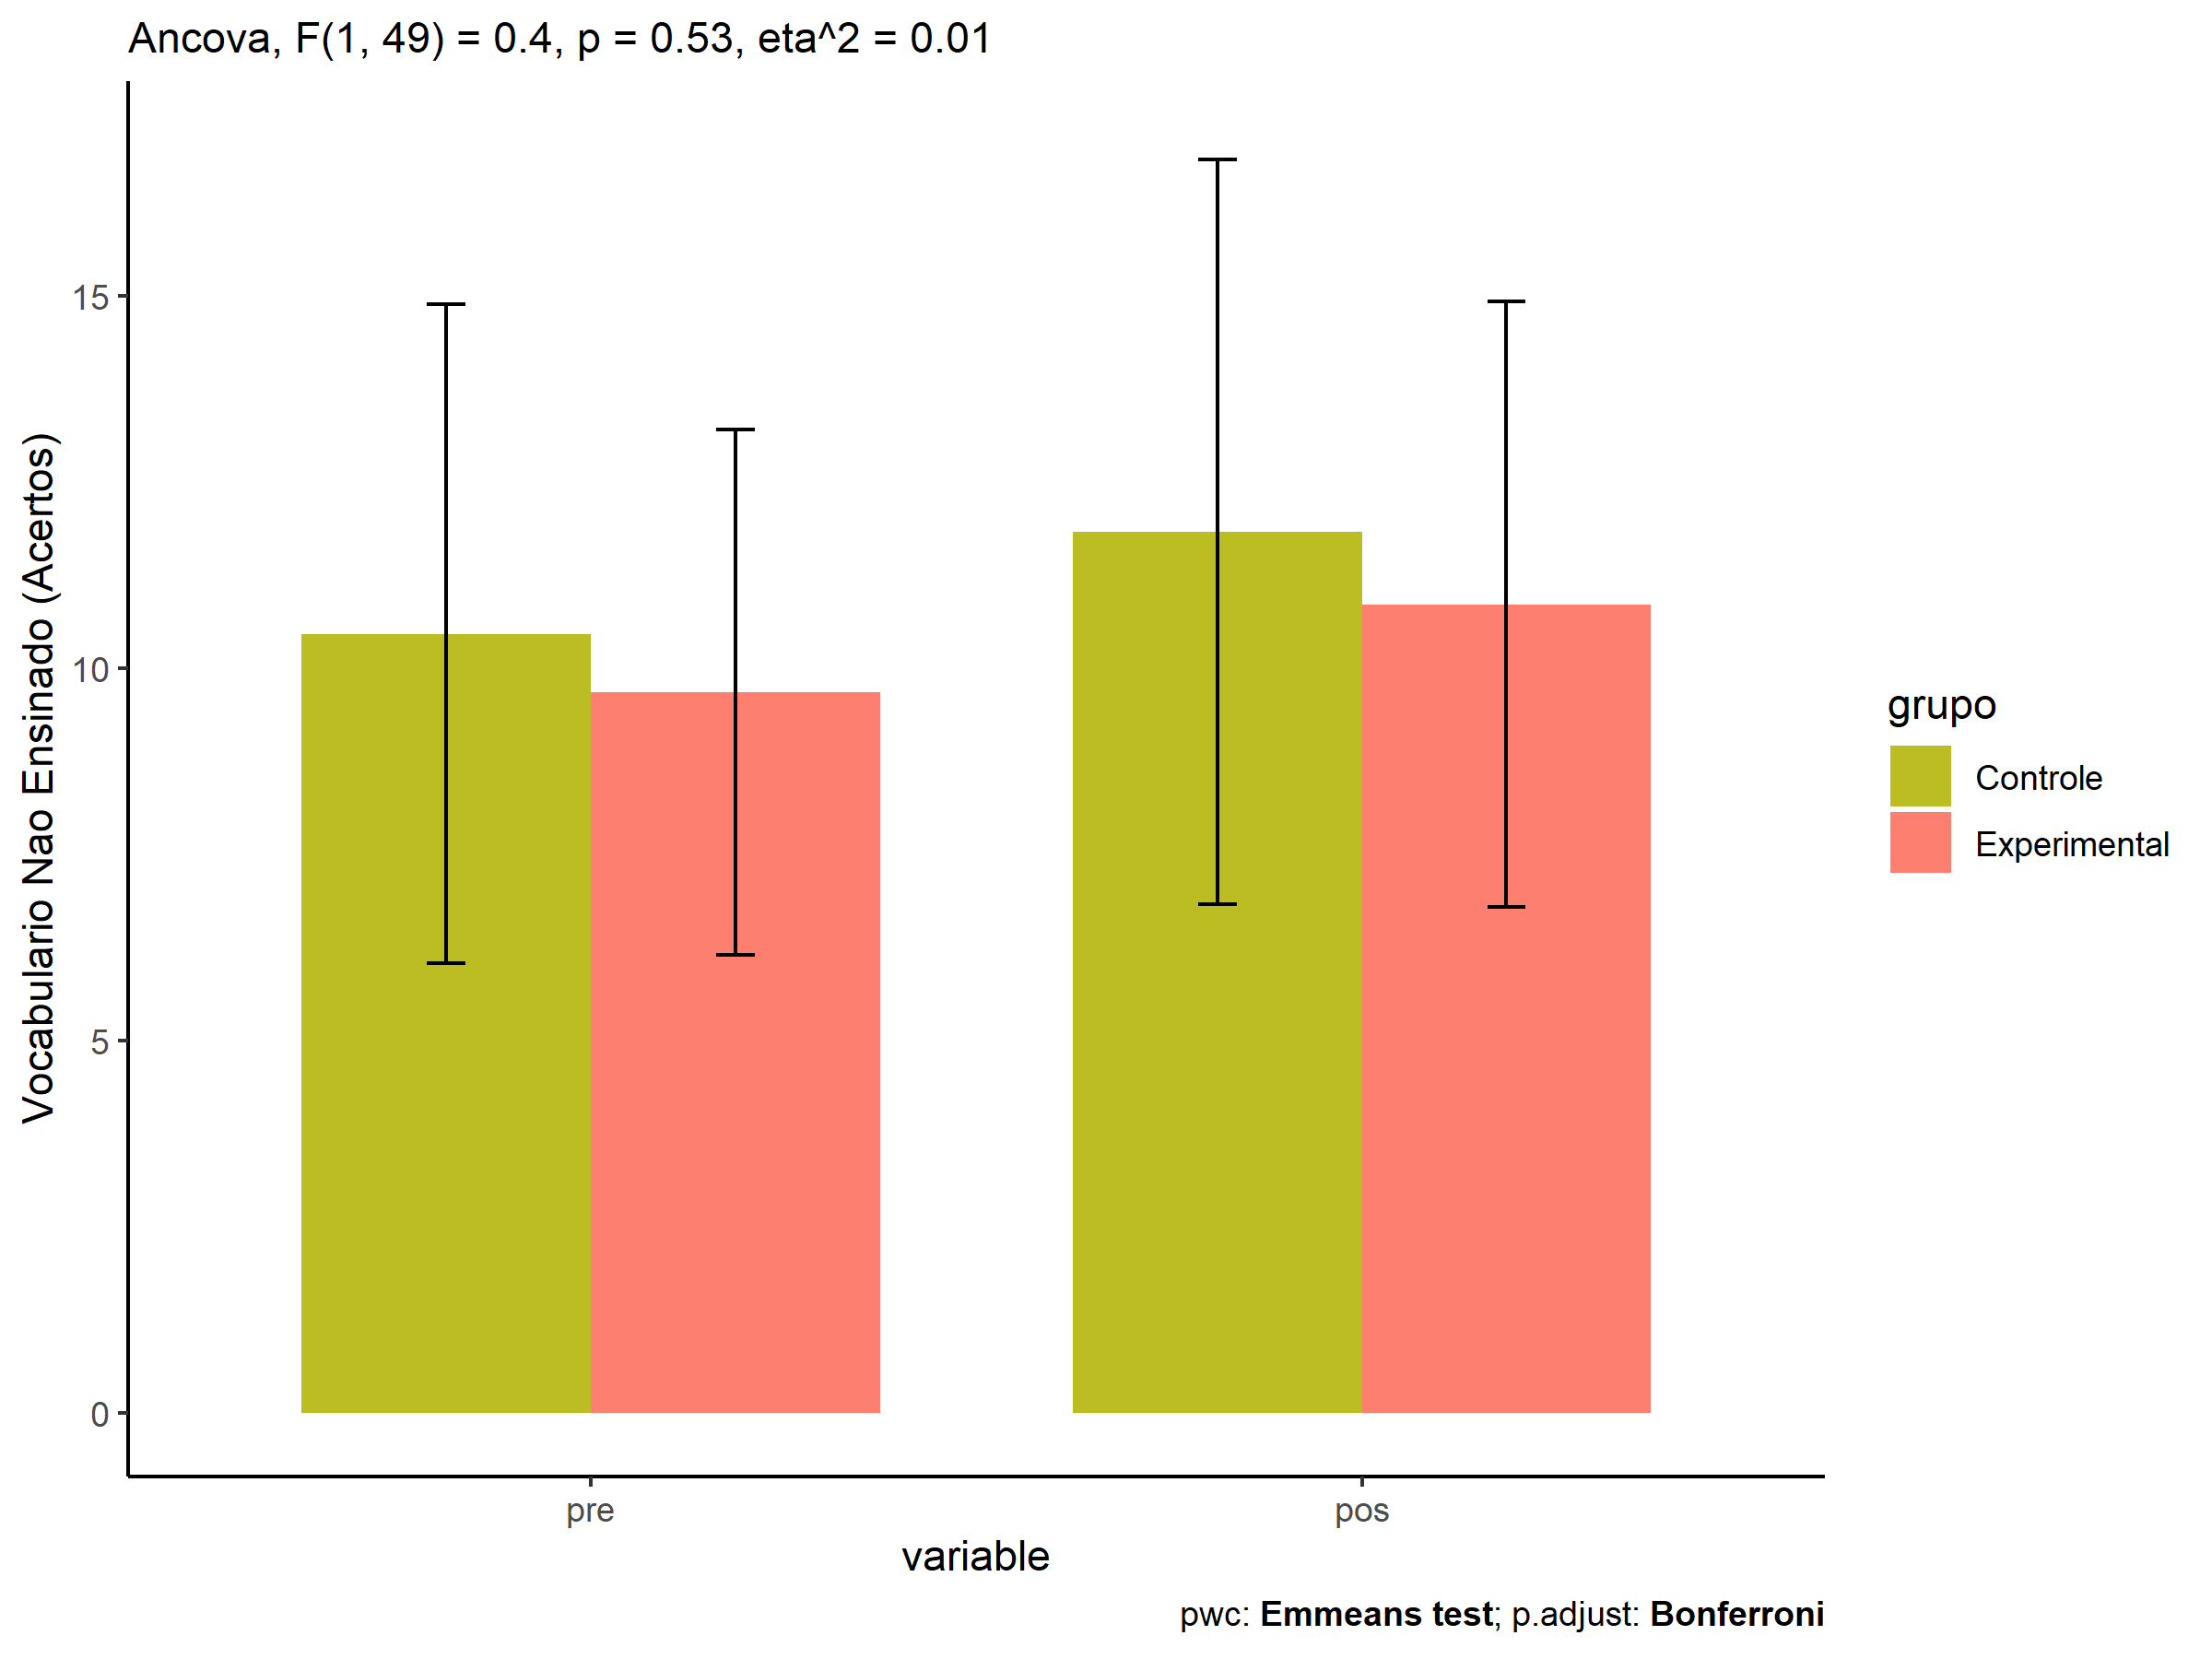 Ancova, F(1, 49) = 0.4, p = 0.53, eta^2 = 0.01
Vocabulario Nao Ensinado (Acertos)
15
10
5
0
pre
pos
variable
grupo
Controle
Experimental
pwc: Emmeans test; p.adjust: Bonferroni